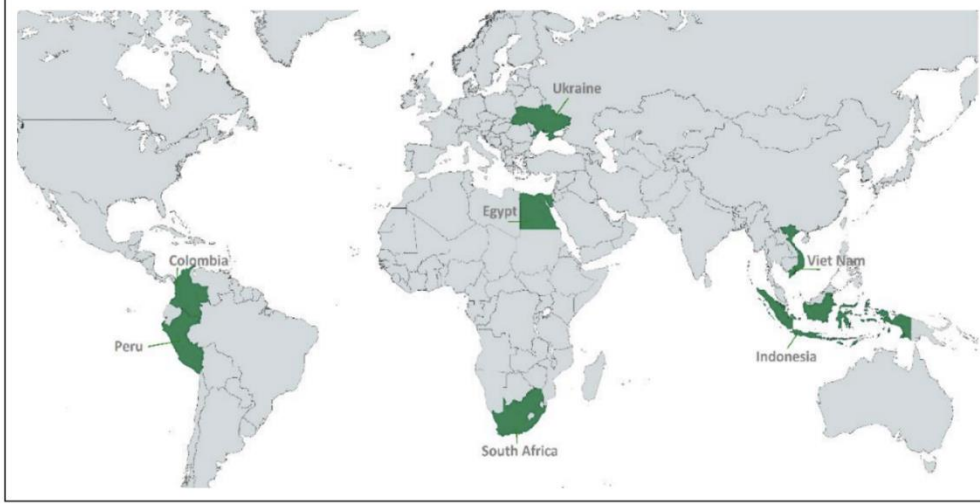 Ukraine
Egypt
Colombia
Viet Nam
Peru
Indonesia
South Africa